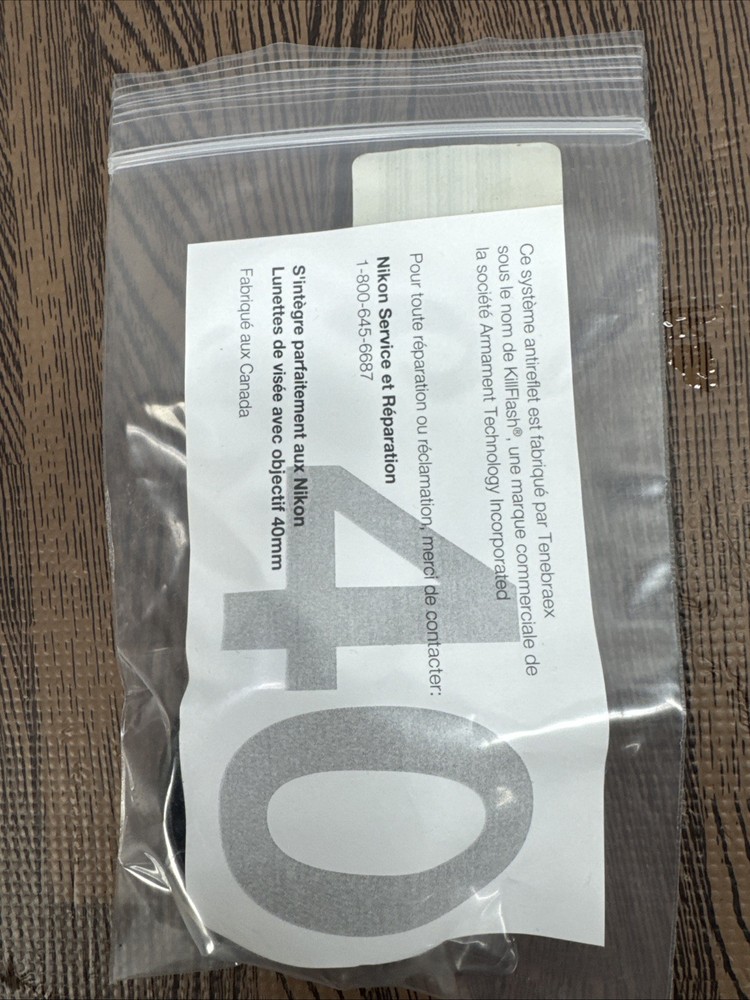 Ce système antireflet est fabriqué par Tenebraex
sous le nom de KillFlash®, une marque commerciale de
la société Armament Technology Incorporated
Pour toute réparation ou réclamation, merci de contacter:
Nikon Service et Réparation
1-800-645-6687
S'intègre parfaitement aux Nikon
Lunettes de visée avec objectif 40mm
Fabriqué aux Canada
40